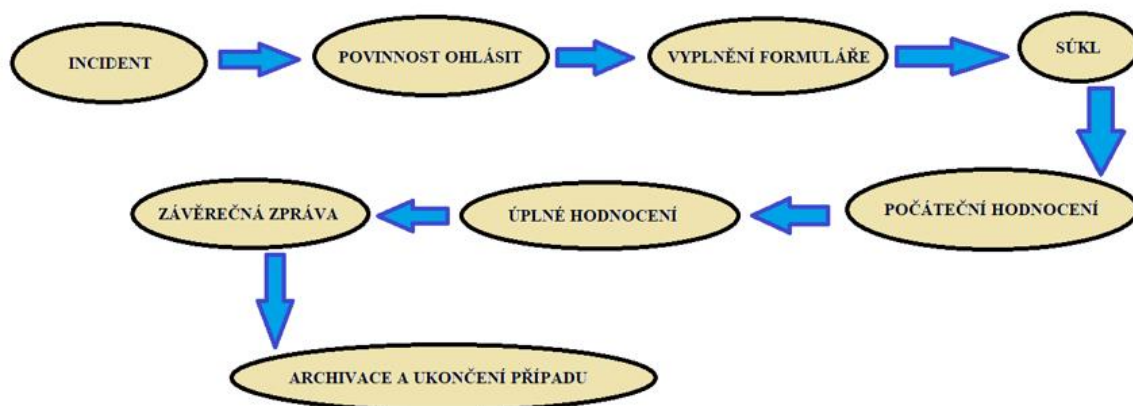 INCIDENT
POVINNOST OHLÁSIT
VYPLNĚNÍ FORMULÁŘE
SÚKL
POČÁTEČNÍ HODNOCENÍ
ÚPLNÉ HODNOCENÍ
ZÁVĚREČNÁ ZPRÁVA
ARCHIVACE A UKONČENÍ PŘÍPADU